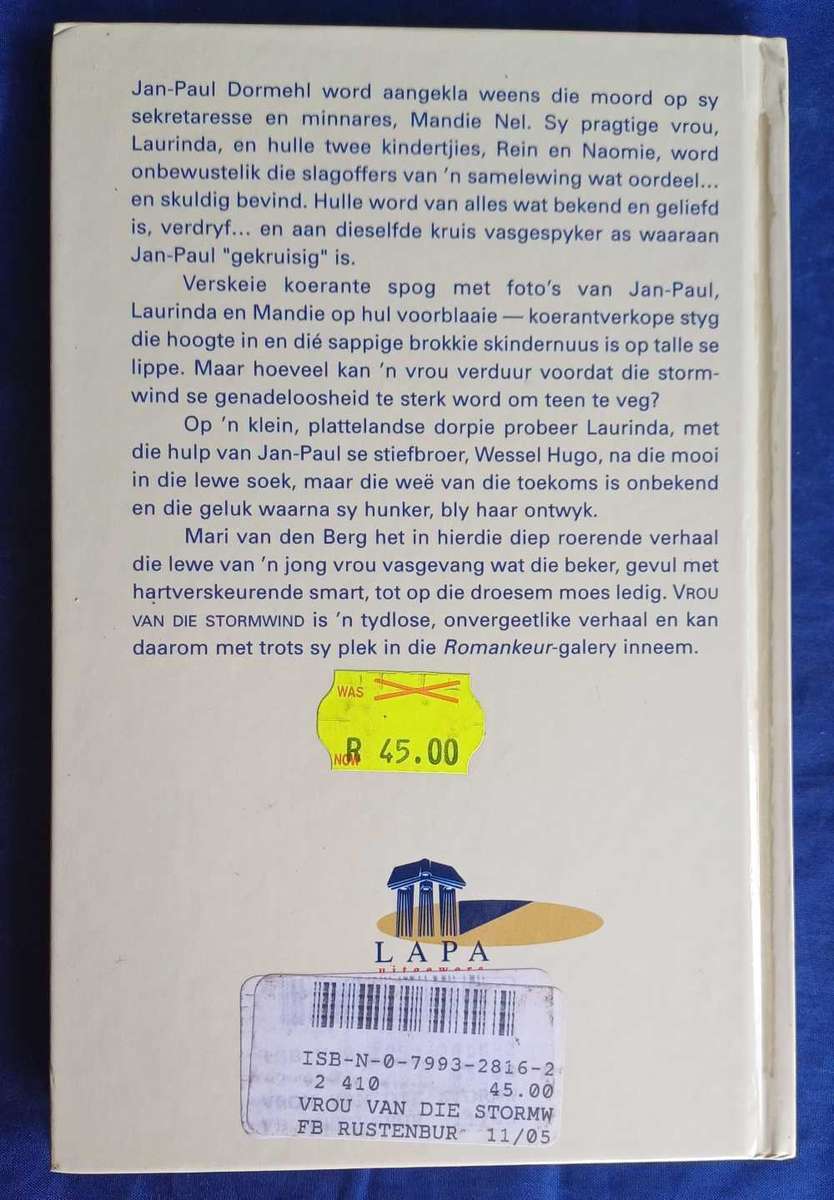 Jan-Paul Dormehl word aangekla weens die moord op sy
sekretaresse en minnares, Mandie Nel. Sy pragtige vrou,
Laurinda, en hulle twee kindertjies, Rein en Naomie, word
onbewustelik die slagoffers van 'n samelewing wat oordeel...
en skuldig bevind. Hulle word van alles wat bekend en geliefd
is, verdryf... en aan dieselfde kruis vasgespyker as waaraan
Jan-Paul "gekruisig" is.
Verskeie koerante spog met foto's van Jan-Paul,
Laurinda en Mandie op hul voorblaaie — koerantverkope styg
die hoogte in en dié sappige brokkie skindernuus is op talle se
lippe. Maar hoeveel kan 'n vrou verduur voordat die storm-
wind se genadeloosheid te sterk word om teen te veg?
Op 'n klein, plattelandse dorpie probeer Laurinda, met
die hulp van Jan-Paul se stiefbroer, Wessel Hugo, na die mooi
in die lewe soek, maar die weë van die toekoms is onbekend
en die geluk waarna sy hunker, bly haar ontwyk.
Mari van den Berg het in hierdie diep roerende verhaal
die lewe van 'n jong vrou vasgevang wat die beker, gevul met
hartverskeurende smart, tot op die droesem moes ledig. VROU
VAN DIE STORMWIND is 'n tydlose, onvergeetlike verhaal en kan
daarom met trots sy plek in die Romankeur-galery inneem.
WAS
NOW R 45.00
LAPA
uitgewers
ISB-N-0-7993-2816-2
2 410 45.00
VROU VAN DIE STORMW
FB RUSTENBUR 11/05